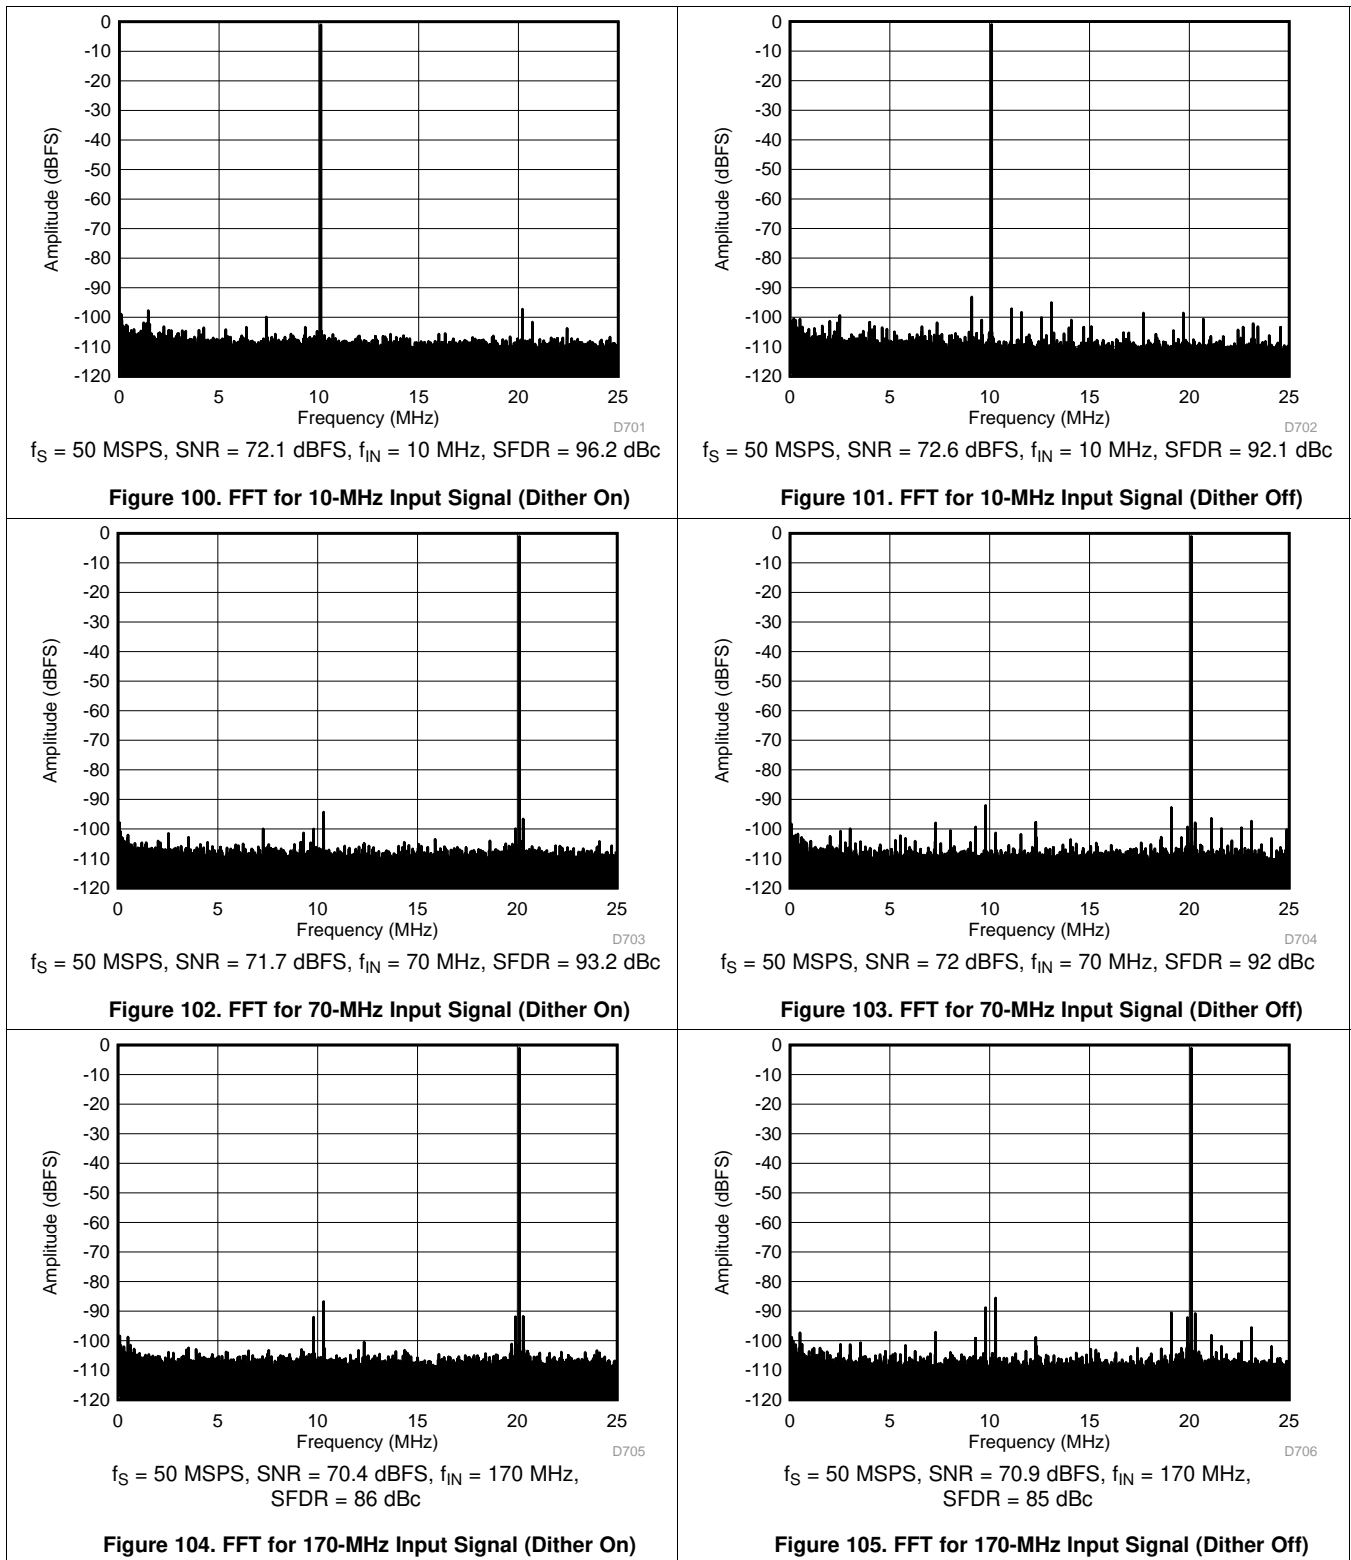 0
-10
-20
-30
-40
-50
-60
-70
-80
-90
-100
-110
-120
Amplitude (dBFS)
0 5 10 15 20 25
Frequency (MHz)
D701
fS = 50 MSPS, SNR = 72.1 dBFS, fIN = 10 MHz, SFDR = 96.2 dBc
Figure 100. FFT for 10-MHz Input Signal (Dither On)
0
-10
-20
-30
-40
-50
-60
-70
-80
-90
-100
-110
-120
Amplitude (dBFS)
0 5 10 15 20 25
Frequency (MHz)
D702
fS = 50 MSPS, SNR = 72.6 dBFS, fIN = 10 MHz, SFDR = 92.1 dBc
Figure 101. FFT for 10-MHz Input Signal (Dither Off)
0
-10
-20
-30
-40
-50
-60
-70
-80
-90
-100
-110
-120
Amplitude (dBFS)
0 5 10 15 20 25
Frequency (MHz)
D703
fS = 50 MSPS, SNR = 71.7 dBFS, fIN = 70 MHz, SFDR = 93.2 dBc
Figure 102. FFT for 70-MHz Input Signal (Dither On)
0
-10
-20
-30
-40
-50
-60
-70
-80
-90
-100
-110
-120
Amplitude (dBFS)
0 5 10 15 20 25
Frequency (MHz)
D704
fS = 50 MSPS, SNR = 72 dBFS, fIN = 70 MHz, SFDR = 92 dBc
Figure 103. FFT for 70-MHz Input Signal (Dither Off)
0
-10
-20
-30
-40
-50
-60
-70
-80
-90
-100
-110
-120
Amplitude (dBFS)
0 5 10 15 20 25
Frequency (MHz)
D705
fS = 50 MSPS, SNR = 70.4 dBFS, fIN = 170 MHz,
SFDR = 86 dBc
Figure 104. FFT for 170-MHz Input Signal (Dither On)
0
-10
-20
-30
-40
-50
-60
-70
-80
-90
-100
-110
-120
Amplitude (dBFS)
0 5 10 15 20 25
Frequency (MHz)
D706
fS = 50 MSPS, SNR = 70.9 dBFS, fIN = 170 MHz,
SFDR = 85 dBc
Figure 105. FFT for 170-MHz Input Signal (Dither Off)